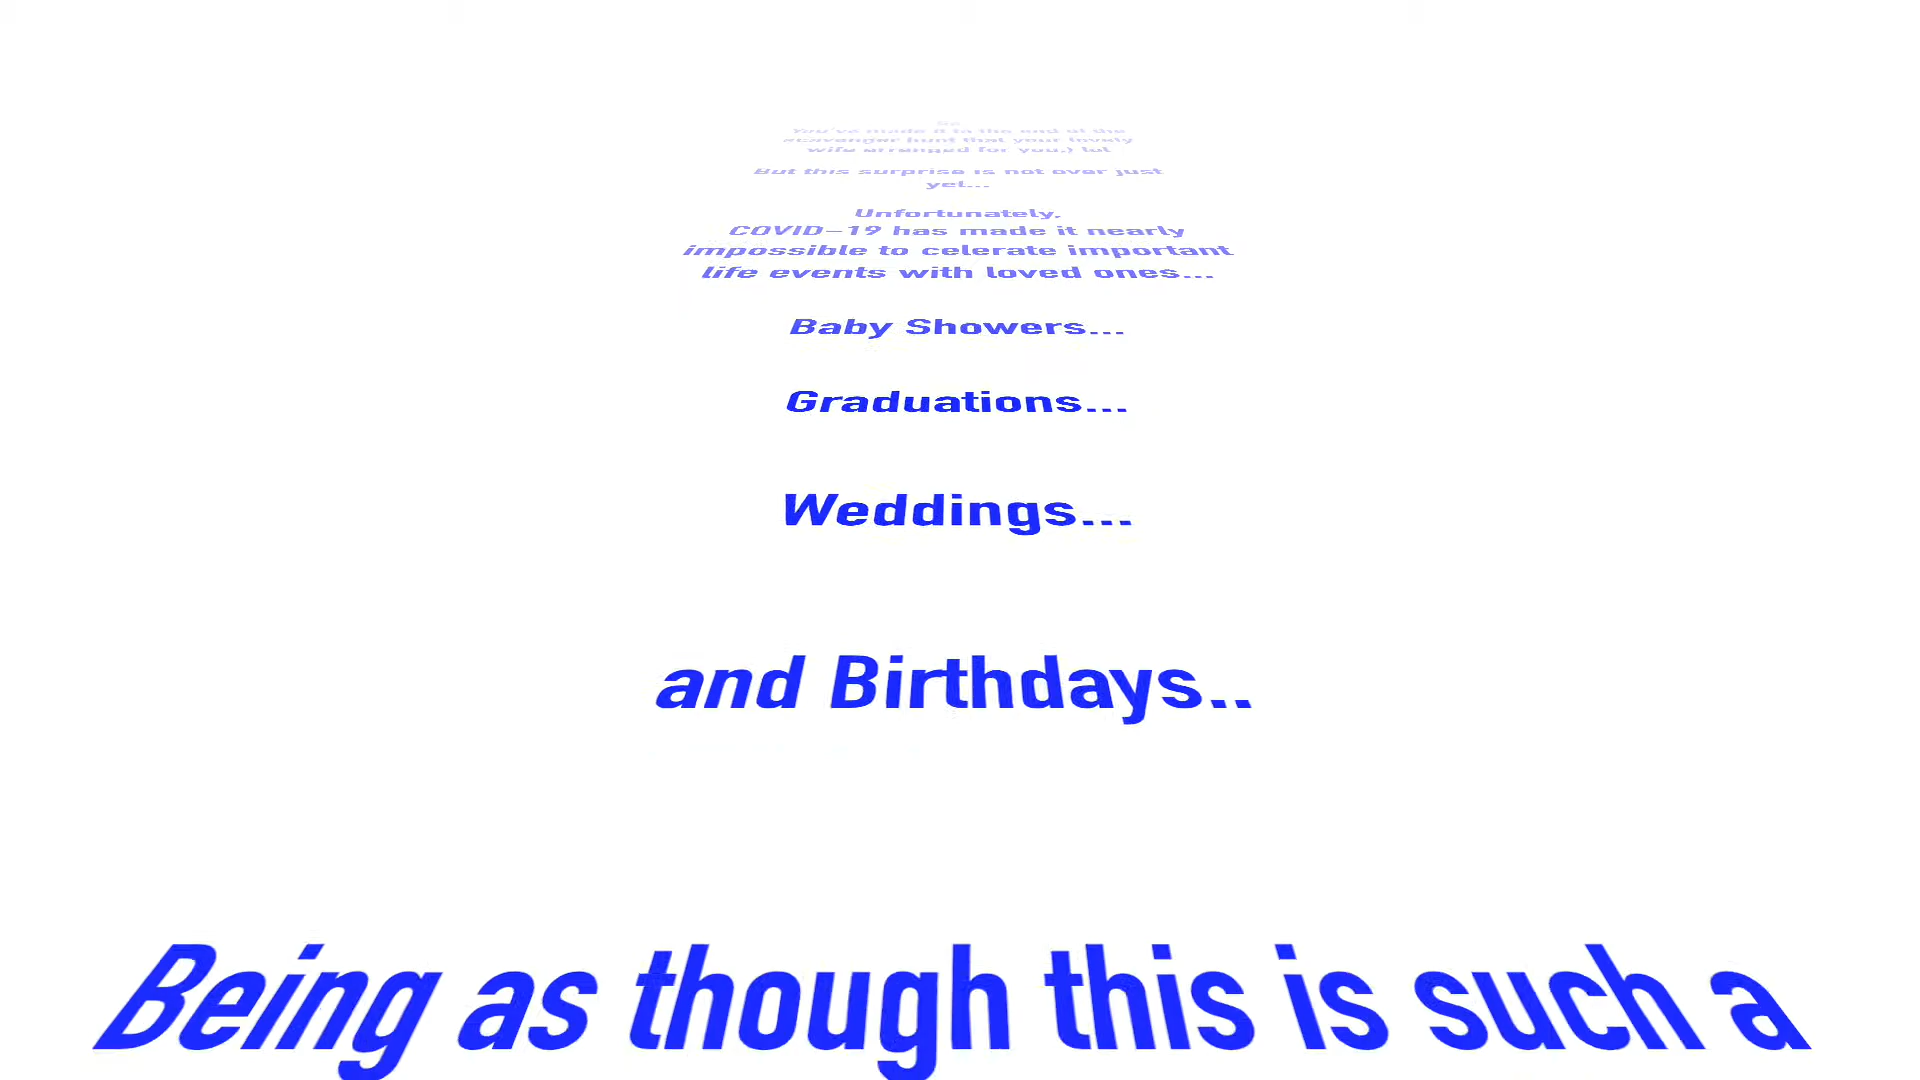 So
You've made it to the end of the
scavenger hunt that your lovely
wife arranged for you,) lol
But this surprise is not over just
yet...
Unfortunately,
COVID-19 has made it nearly
impossible to celerate important
life events with loved ones...
Baby Showers...
Graduations...
Weddings...
and Birthdays..
Being as though this is such a